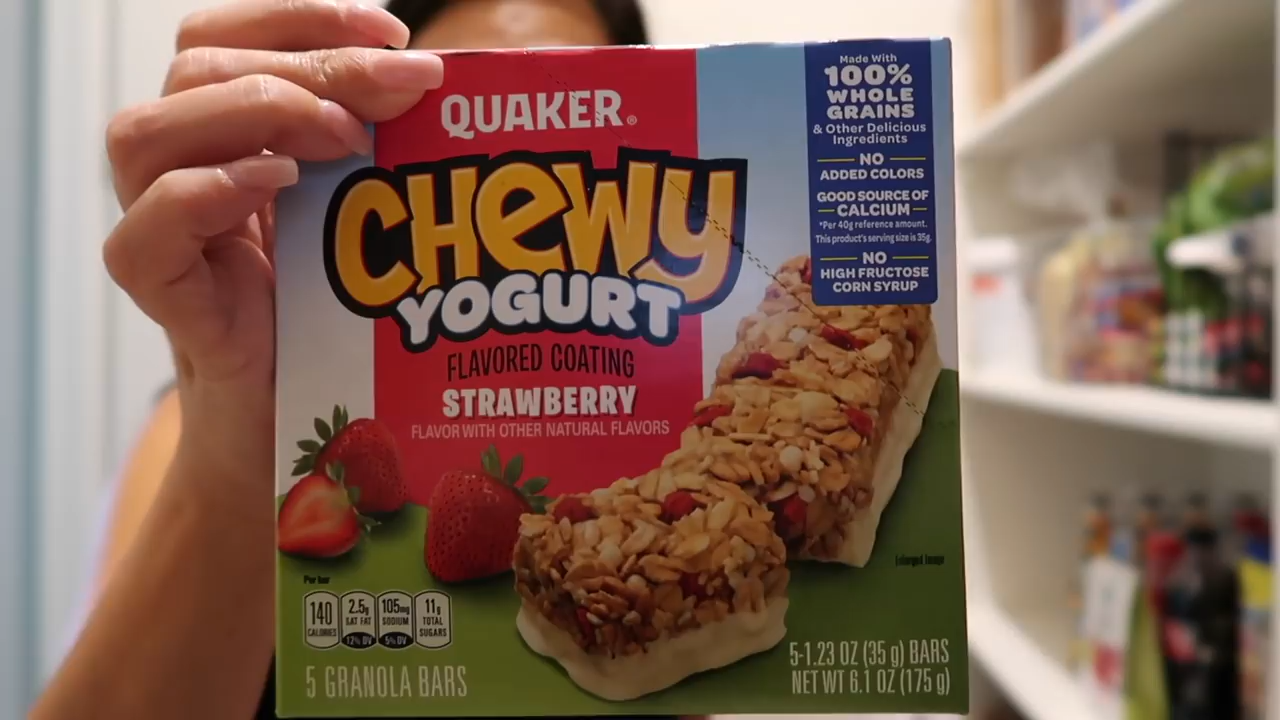 QUAKER®
CHEWY
YOGURT
FLAVORED COATING
STRAWBERRY
FLAVOR WITH OTHER NATURAL FLAVORS
Made With
100%
WHOLE
GRAINS
& Other Delicious
Ingredients
NO
ADDED COLORS
GOOD SOURCE OF
CALCIUM
*Per 40g reference amount.
This product's serving size is 35g.
NO
HIGH FRUCTOSE
CORN SYRUP
Enlarged Image
Per bar
140 CALORIES
2.5g SAT FAT 12% DV
105mg SODIUM 5% DV
11g TOTAL SUGARS
5 GRANOLA BARS
5-1.23 OZ (35 g) BARS
NET WT 6.1 OZ (175 g)